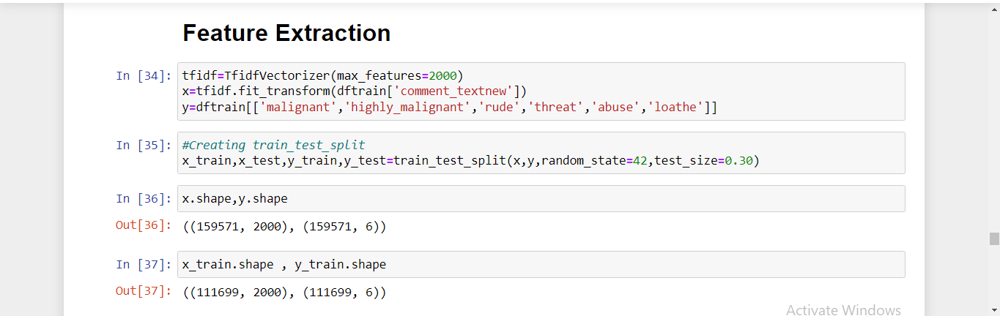 Feature Extraction
In [34]: tfidf=TfidfVectorizer(max_features=2000)
x=tfidf.fit_transform(dftrain['comment_textnew'])
y=dftrain[['malignant','highly_malignant','rude','threat','abuse','loathe']]
In [35]: #Creating train_test_split
x_train,x_test,y_train,y_test=train_test_split(x,y,random_state=42,test_size=0.30)
In [36]: x.shape,y.shape
Out[36]: ((159571, 2000), (159571, 6))
In [37]: x_train.shape , y_train.shape
Out[37]: ((111699, 2000), (111699, 6))
Activate Windows